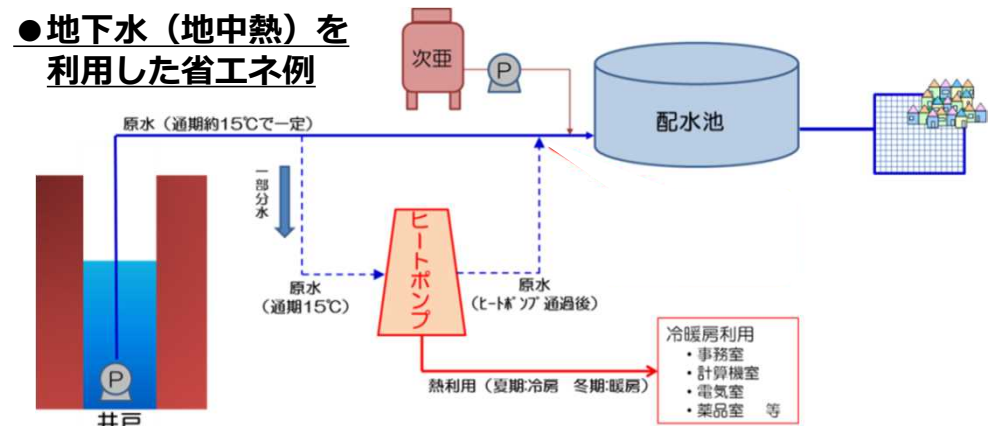 ●地下水（地中熱）を
利用した省エネ例
次亜
P
配水池
原水（通期約15℃で一定）
一部分水
ヒートポンプ
原水
（通期15℃）
原水
（ﾋｰﾄﾎﾟﾝﾌﾟ通過後）
熱利用（夏期:冷房　冬期:暖房）
冷暖房利用
・事務室
・計算機室
・電気室
・薬品室　等
P
井戸